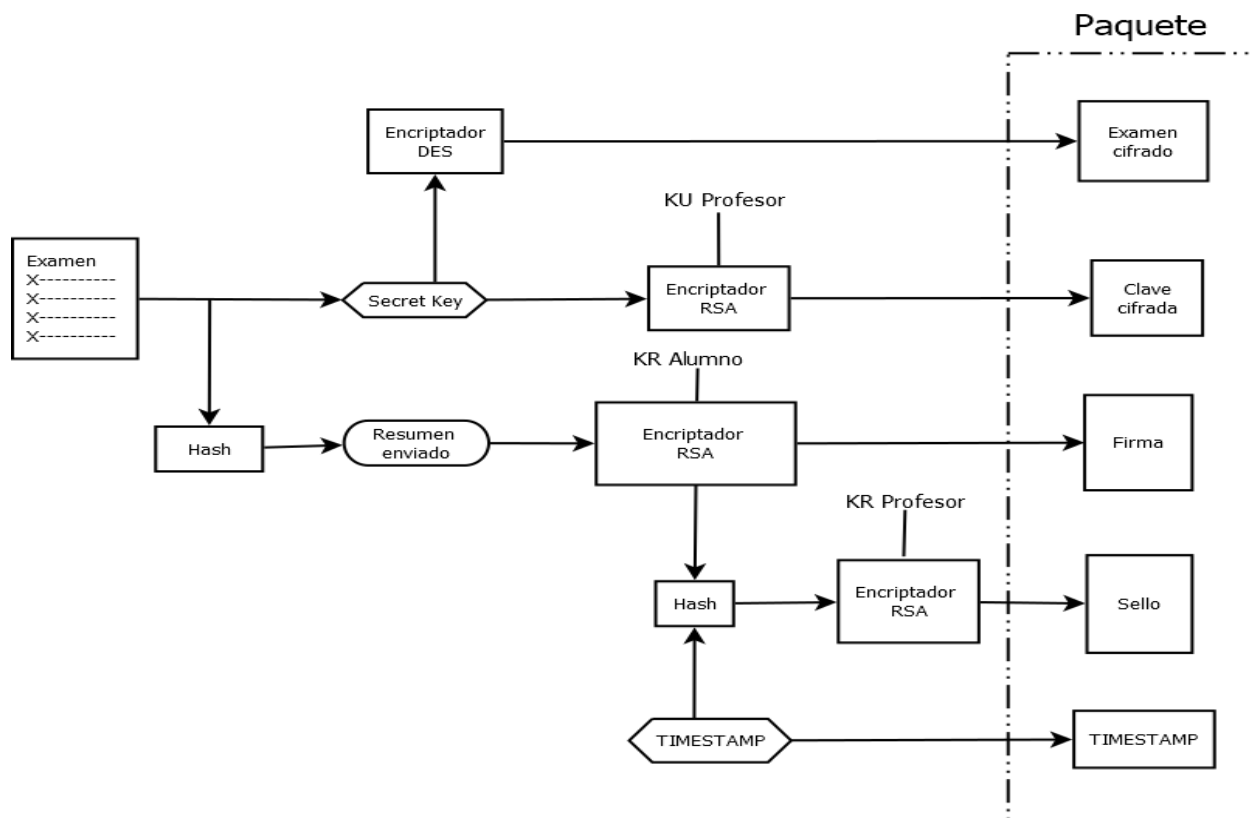 Paquete
Encriptador
DES
Examen
cifrado
KU Profesor
Examen
X-----------
X-----------
X-----------
X-----------
Secret Key
Encriptador
RSA
Clave
cifrada
KR Alumno
Hash
Resumen
enviado
Encriptador
RSA
Firma
KR Profesor
Hash
Encriptador
RSA
Sello
TIMESTAMP
TIMESTAMP